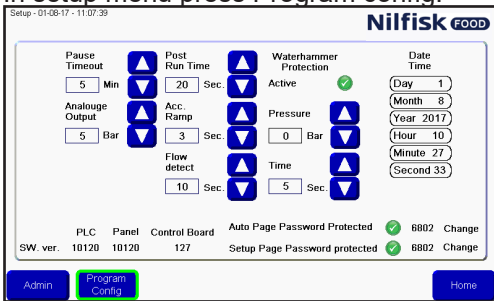 In setup menu press Program config.
Setup - 01-08-17 - 11:07:39
Nilfisk FOOD
Pause Timeout
5 Min
Post Run Time
20 Sec.
Waterhammer Protection
Active
Date Time
Day 1
Month 8
Year 2017
Hour 10
Minute 27
Second 33
Analouge Output
5 Bar
Acc. Ramp
3 Sec.
Pressure
0 Bar
Flow detect
10 Sec.
Time
5 Sec.
PLC Panel Control Board
SW. ver. 10120 10120 127
Auto Page Password Protected 6802 Change
Setup Page Password protected 6802 Change
Admin
Program Config
Home